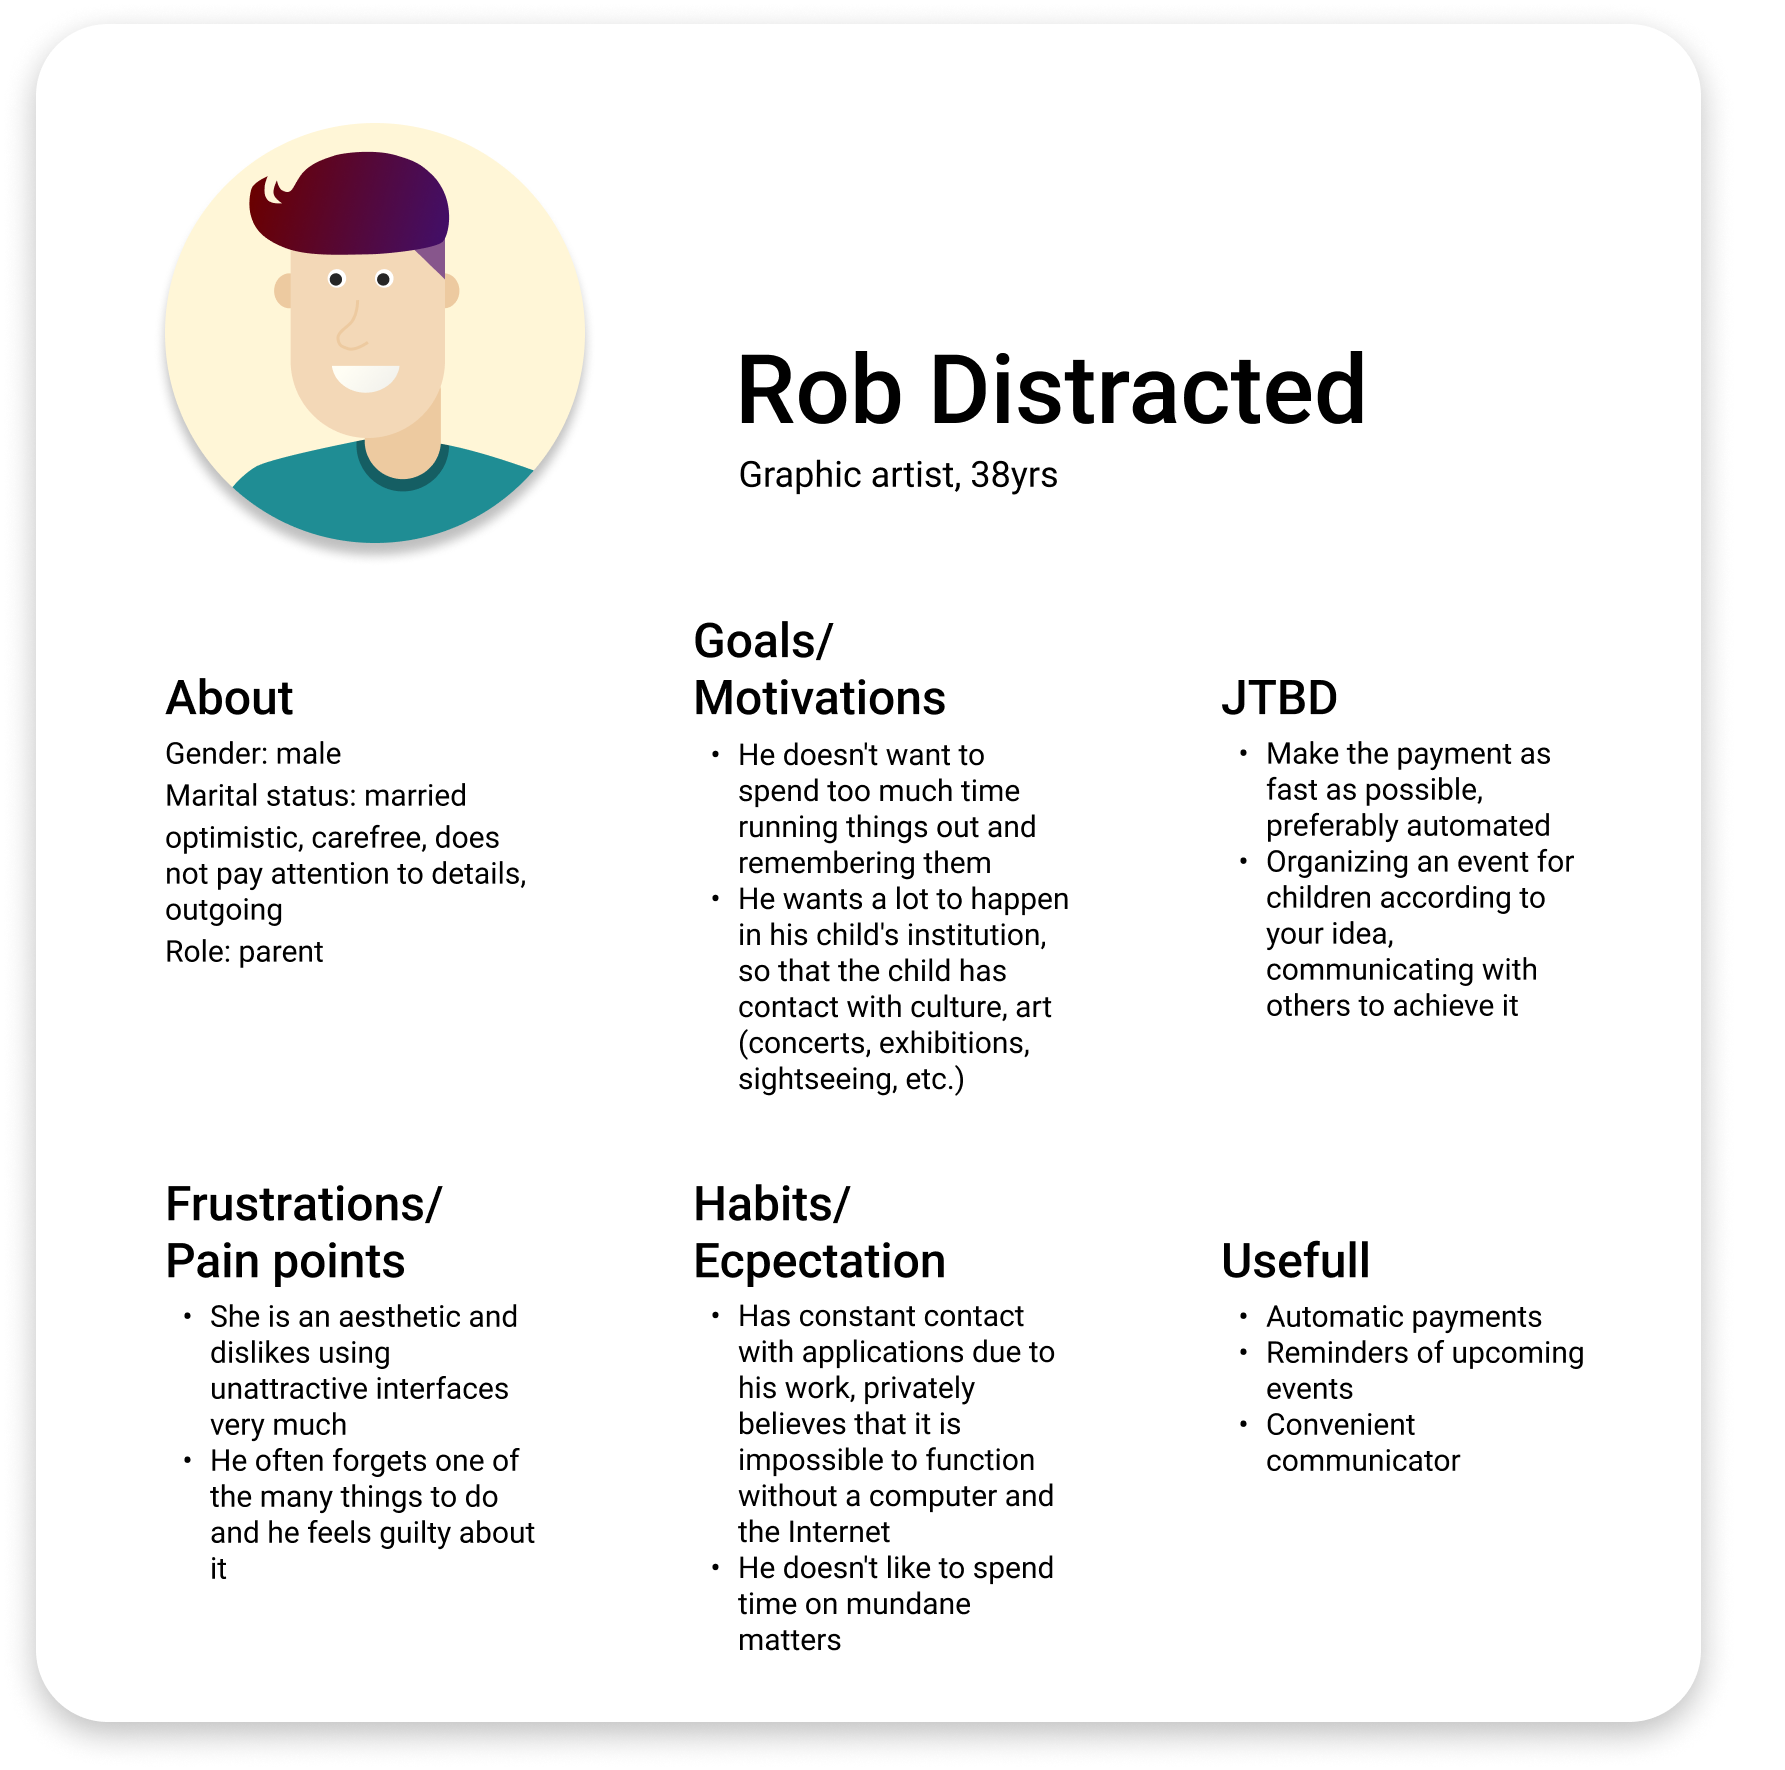 Rob Distracted
Graphic artist, 38yrs
About
Gender: male
Marital status: married
optimistic, carefree, does
not pay attention to details,
outgoing
Role: parent
Goals/
Motivations
• He doesn't want to
spend too much time
running things out and
remembering them
• He wants a lot to happen
in his child's institution,
so that the child has
contact with culture, art
(concerts, exhibitions,
sightseeing, etc.)
JTBD
• Make the payment as
fast as possible,
preferably automated
• Organizing an event for
children according to
your idea,
communicating with
others to achieve it
Frustrations/
Pain points
• She is an aesthetic and
dislikes using
unattractive interfaces
very much
• He often forgets one of
the many things to do
and he feels guilty about
it
Habits/
Ecpectation
• Has constant contact
with applications due to
his work, privately
believes that it is
impossible to function
without a computer and
the Internet
• He doesn't like to spend
time on mundane
matters
Usefull
• Automatic payments
• Reminders of upcoming
events
• Convenient
communicator